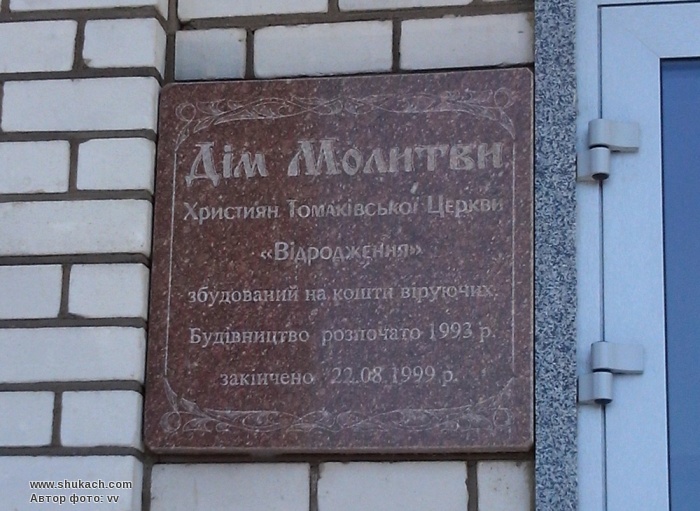 Дім Молитви
Християн Томаківської Церкви
«Відродження»
збудований на кошти віруючих.
Будівництво розпочато 1993 р.
закінчено 22.08 1999 р.
www.shukach.com
Автор фото: vv